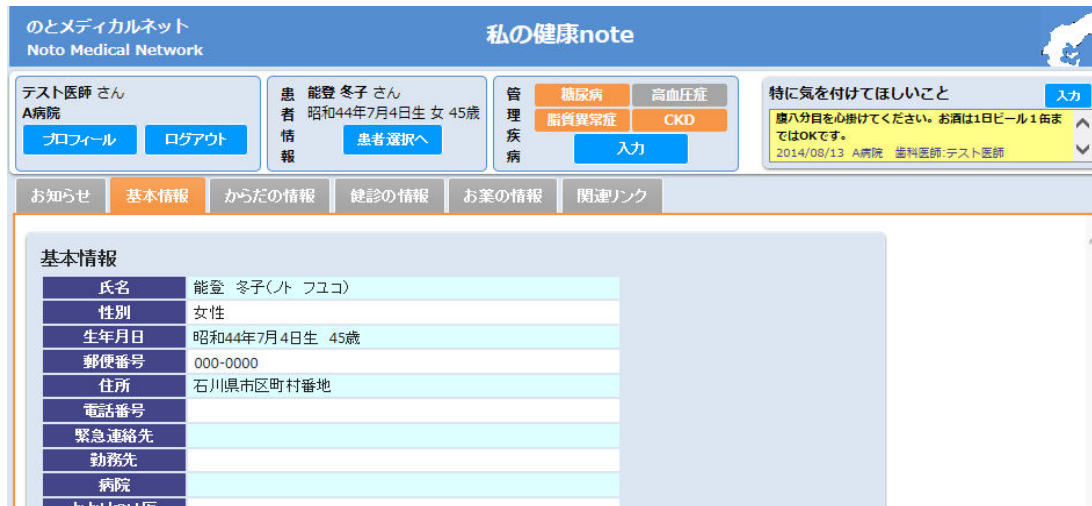 のとメディカルネット
Noto Medical Network
私の健康note
テスト医師 さん
A病院
プロフィール ログアウト
患者情報
能登 冬子 さん
昭和44年7月4日生 女 45歳
患者選択へ
管理疾病
糖尿病 高血圧症
脂質異常症 CKD
入力
特に気を付けてほしいこと 入力
腹八分目を心掛けてください。お酒は1日ビール1缶ま
ではOKです。
2014/08/13 A病院 歯科医師:テスト医師
お知らせ 基本情報 からだの情報 健診の情報 お薬の情報 関連リンク
基本情報
氏名 能登 冬子(ノト フユコ)
性別 女性
生年月日 昭和44年7月4日生 45歳
郵便番号 000-0000
住所 石川県市区町村番地
電話番号
緊急連絡先
勤務先
病院